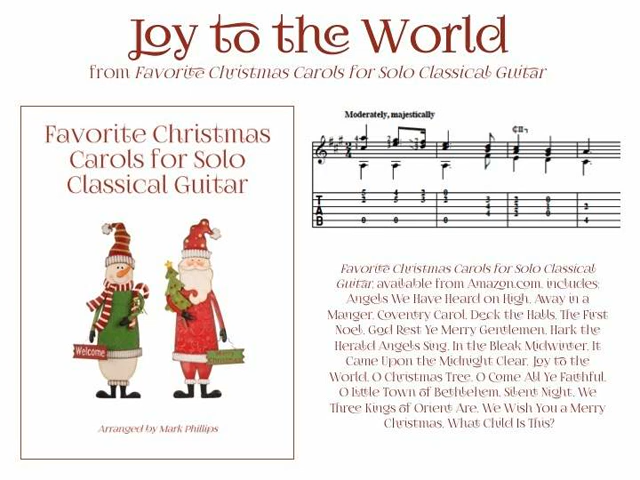 Joy to the World
from Favorite Christmas Carols for Solo Classical Guitar
Favorite Christmas
Carols for Solo
Classical Guitar
Welcome
Arranged by Mark Phillips
Moderately, majestically
CII
Favorite Christmas Carols for Solo Classical
Guitar, available from Amazon.com, includes:
Angels We Have Heard on High, Away in a
Manger, Coventry Carol, Deck the Halls, The First
Noel, God Rest Ye Merry Gentlemen, Hark the
Herald Angels Sing, In the Bleak Midwinter, It
Came Upon the Midnight Clear, Joy to the
World, O Christmas Tree, O Come All Ye Faithful,
O Little Town of Bethlehem, Silent Night, We
Three Kings of Orient Are, We Wish You a Merry
Christmas, What Child Is This?